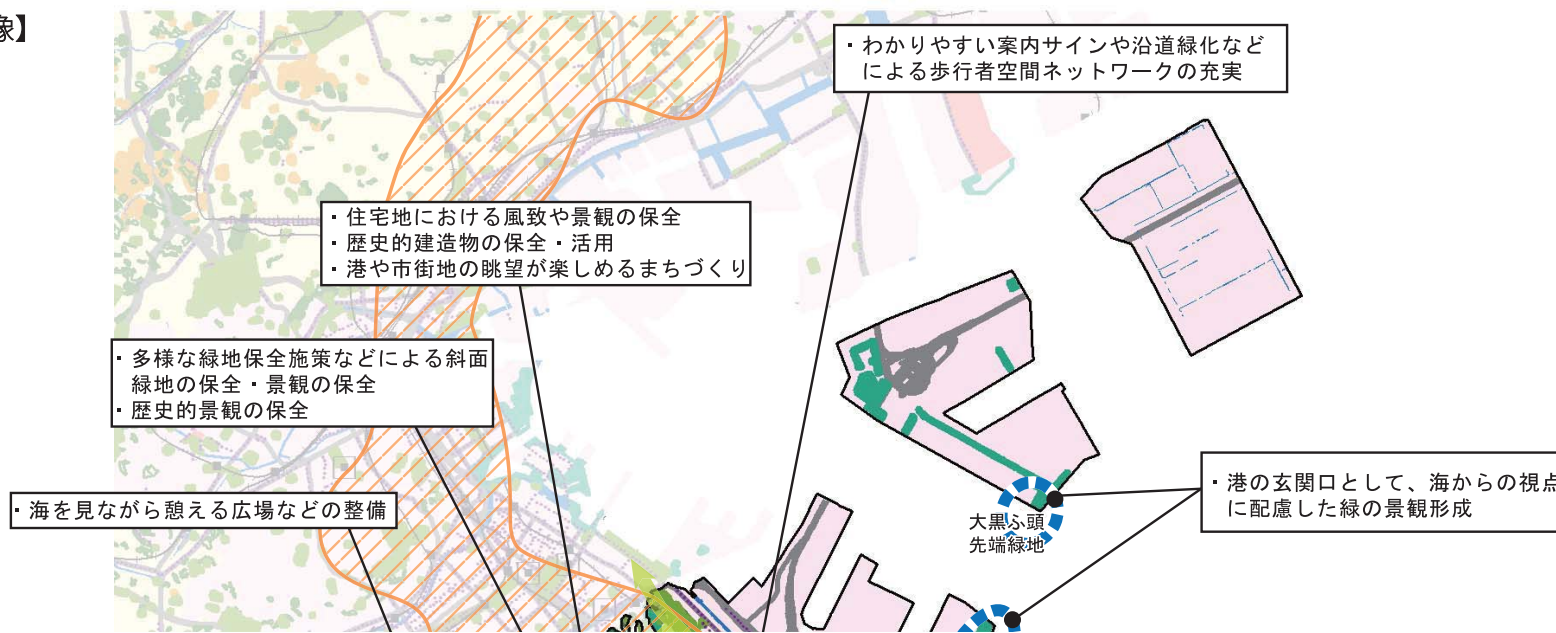 像】
・わかりやすい案内サインや沿道緑化など
による歩行者空間ネットワークの充実
・住宅地における風致や景観の保全
・歴史的建造物の保全・活用
・港や市街地の眺望が楽しめるまちづくり
・多様な緑地保全施策などによる斜面
緑地の保全・景観の保全
・歴史的景観の保全
・港の玄関口として、海からの視点
に配慮した緑の景観形成
・海を見ながら憩える広場などの整備
大黒ふ頭
先端緑地